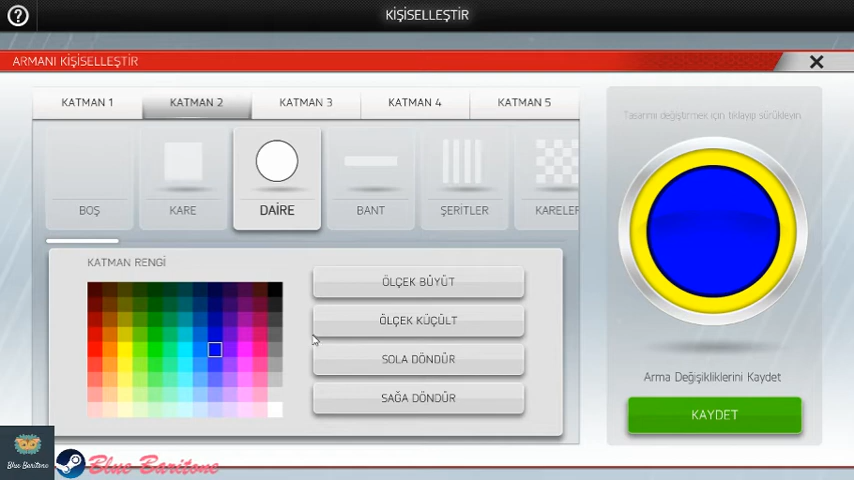 ?
KİŞİSELLEŞTİR
ARMANI KİŞİSELLEŞTİR
KATMAN 1
KATMAN 2
KATMAN 3
KATMAN 4
KATMAN 5
Tasarımı değiştirmek için tıklayıp sürükleyin.
BOŞ
KARE
DAİRE
BANT
ŞERİTLER
KARELER
KATMAN RENGİ
ÖLÇEK BÜYÜT
ÖLÇEK KÜÇÜLT
SOLA DÖNDÜR
SAĞA DÖNDÜR
Arma Değişikliklerini Kaydet
KAYDET
Blue Baritone
Blue Baritone